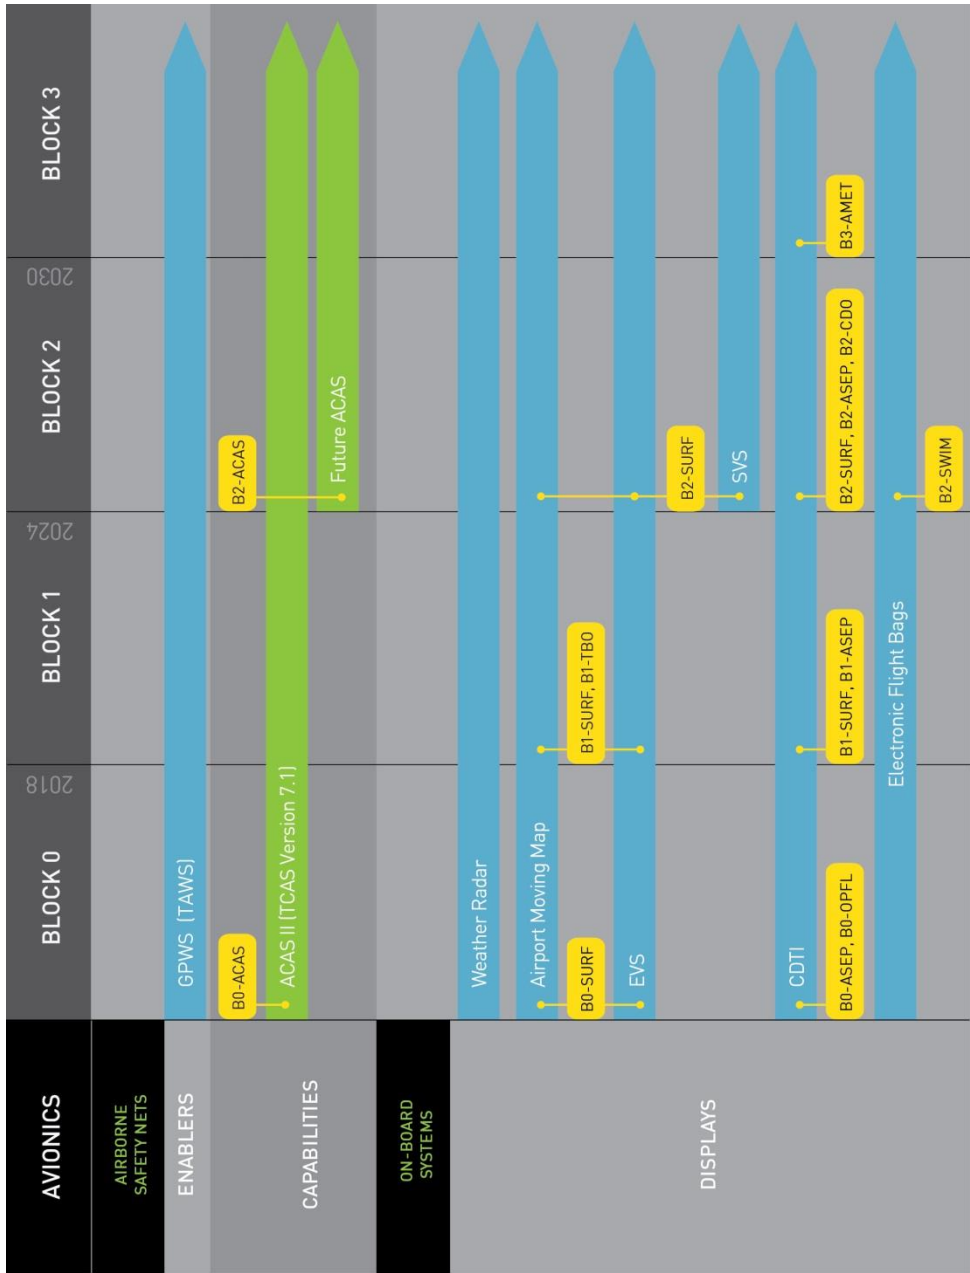 AVIONICS
BLOCK 0
2018
BLOCK 1
2024
BLOCK 2
2030
BLOCK 3
AIRBORNE
SAFETY NETS
ENABLERS
GPWS (TAWS)
CAPABILITIES
B0-ACAS
B2-ACAS
ACAS II (TCAS Version 7.1)
Future ACAS
ON-BOARD
SYSTEMS
DISPLAYS
Weather Radar
Airport Moving Map
B0-SURF
B1-SURF, B1-TBO
EVS
B2-SURF
SVS
CDTI
B0-ASEP, B0-OPFL
B1-SURF, B1-ASEP
B2-SURF, B2-ASEP, B2-CDO
B3-AMET
Electronic Flight Bags
B2-SWIM